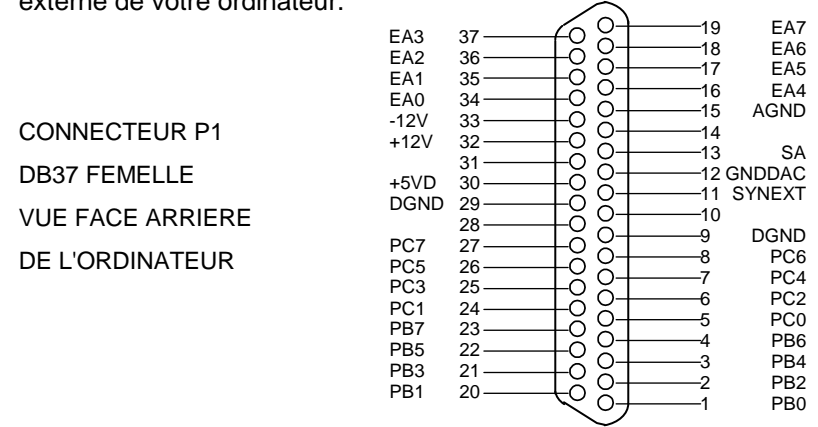 externe de votre ordinateur.
CONNECTEUR P1
DB37 FEMELLE
VUE FACE ARRIERE
DE L'ORDINATEUR
EA3 37
EA2 36
EA1 35
EA0 34
-12V 33
+12V 32
31
+5VD 30
DGND 29
28
PC7 27
PC5 26
PC3 25
PC1 24
PB7 23
PB5 22
PB3 21
PB1 20
19 EA7
18 EA6
17 EA5
16 EA4
15 AGND
14
13 SA
12 GNDDAC
11 SYNEXT
10
9 DGND
8 PC6
7 PC4
6 PC2
5 PC0
4 PB6
3 PB4
2 PB2
1 PB0